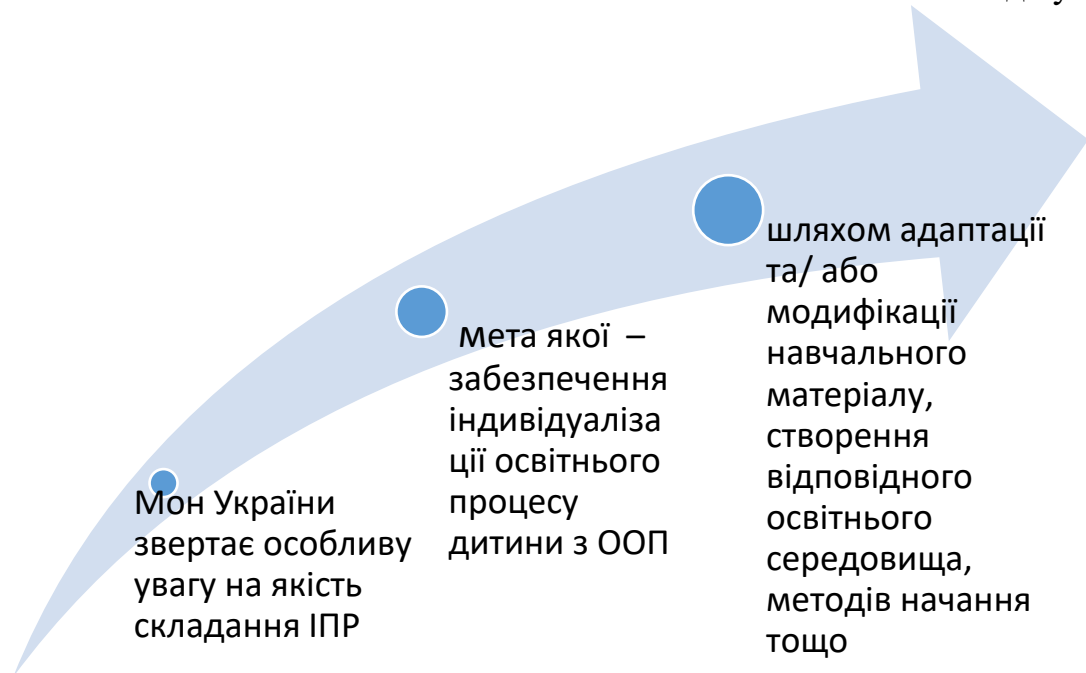 Мон України
звертає особливу
увагу на якість
складання ІПР
Мета якої –
забезпечення
індивідуаліза
ції освітнього
процесу
дитини з ООП
шляхом адаптації
та/ або
модифікації
навчального
матеріалу,
створення
відповідного
освітнього
середовища,
методів начання
тощо